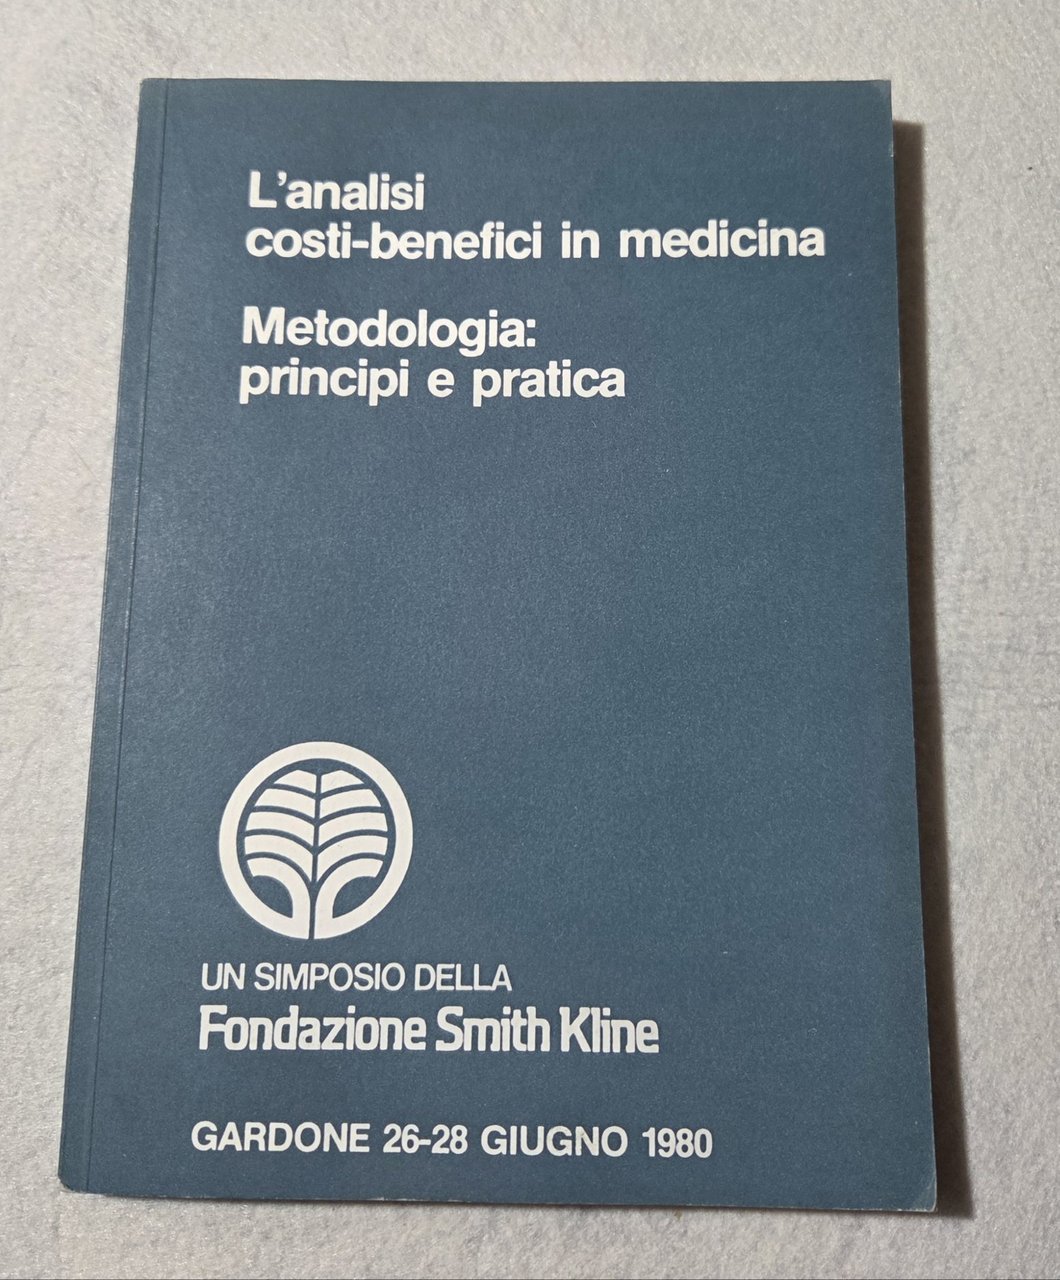 L'analisi
costi-benefici in medicina
Metodologia:
principi e pratica
UN SIMPOSIO DELLA
Fondazione Smith Kline
GARDONE 26-28 GIUGNO 1980